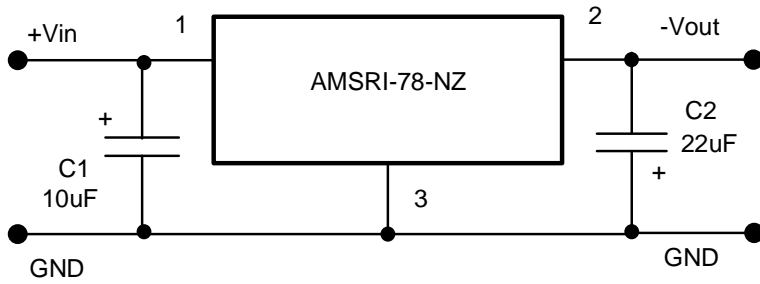 +Vin
1
2
-Vout
AMSRI-78-NZ
+
C1
10uF
C2
22uF
+
3
GND
GND